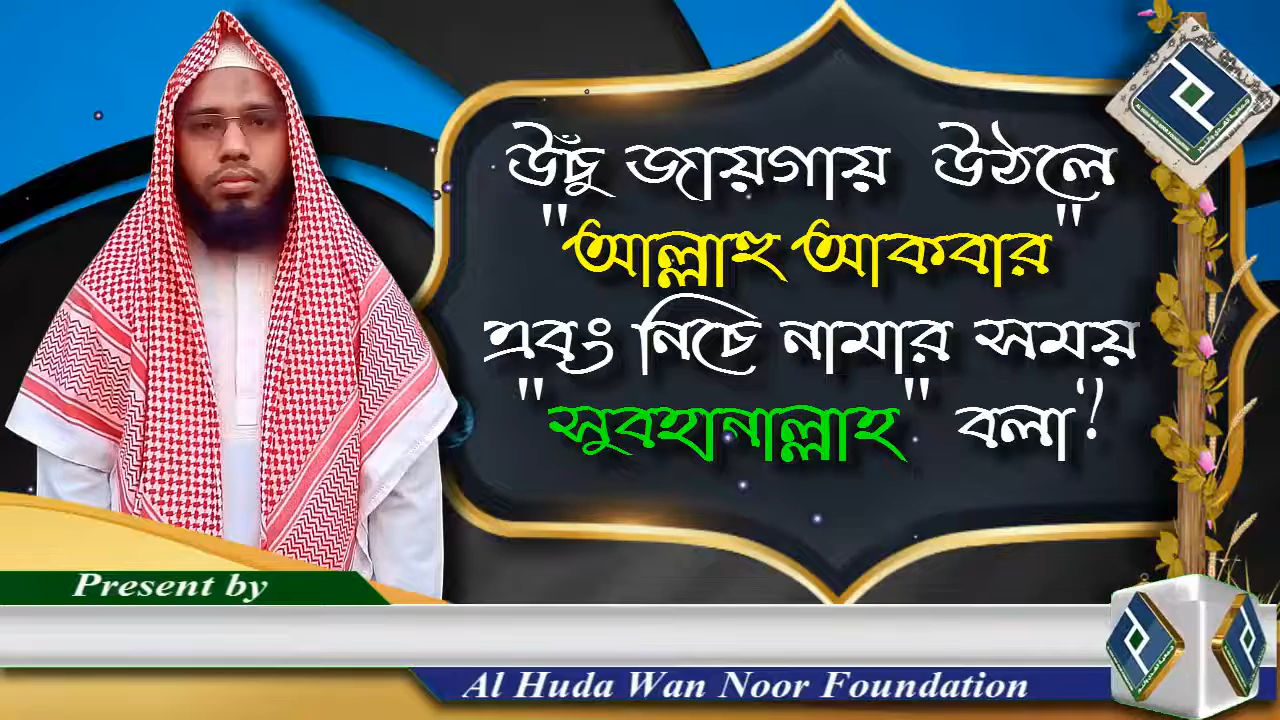 উঁচু জায়গায় উঠলে
"আল্লাহু আকবার"
এবং নিচে নামার সময়
"সুবহানাল্লাহ" বলা?
Present by
Al Huda Wan Noor Foundation